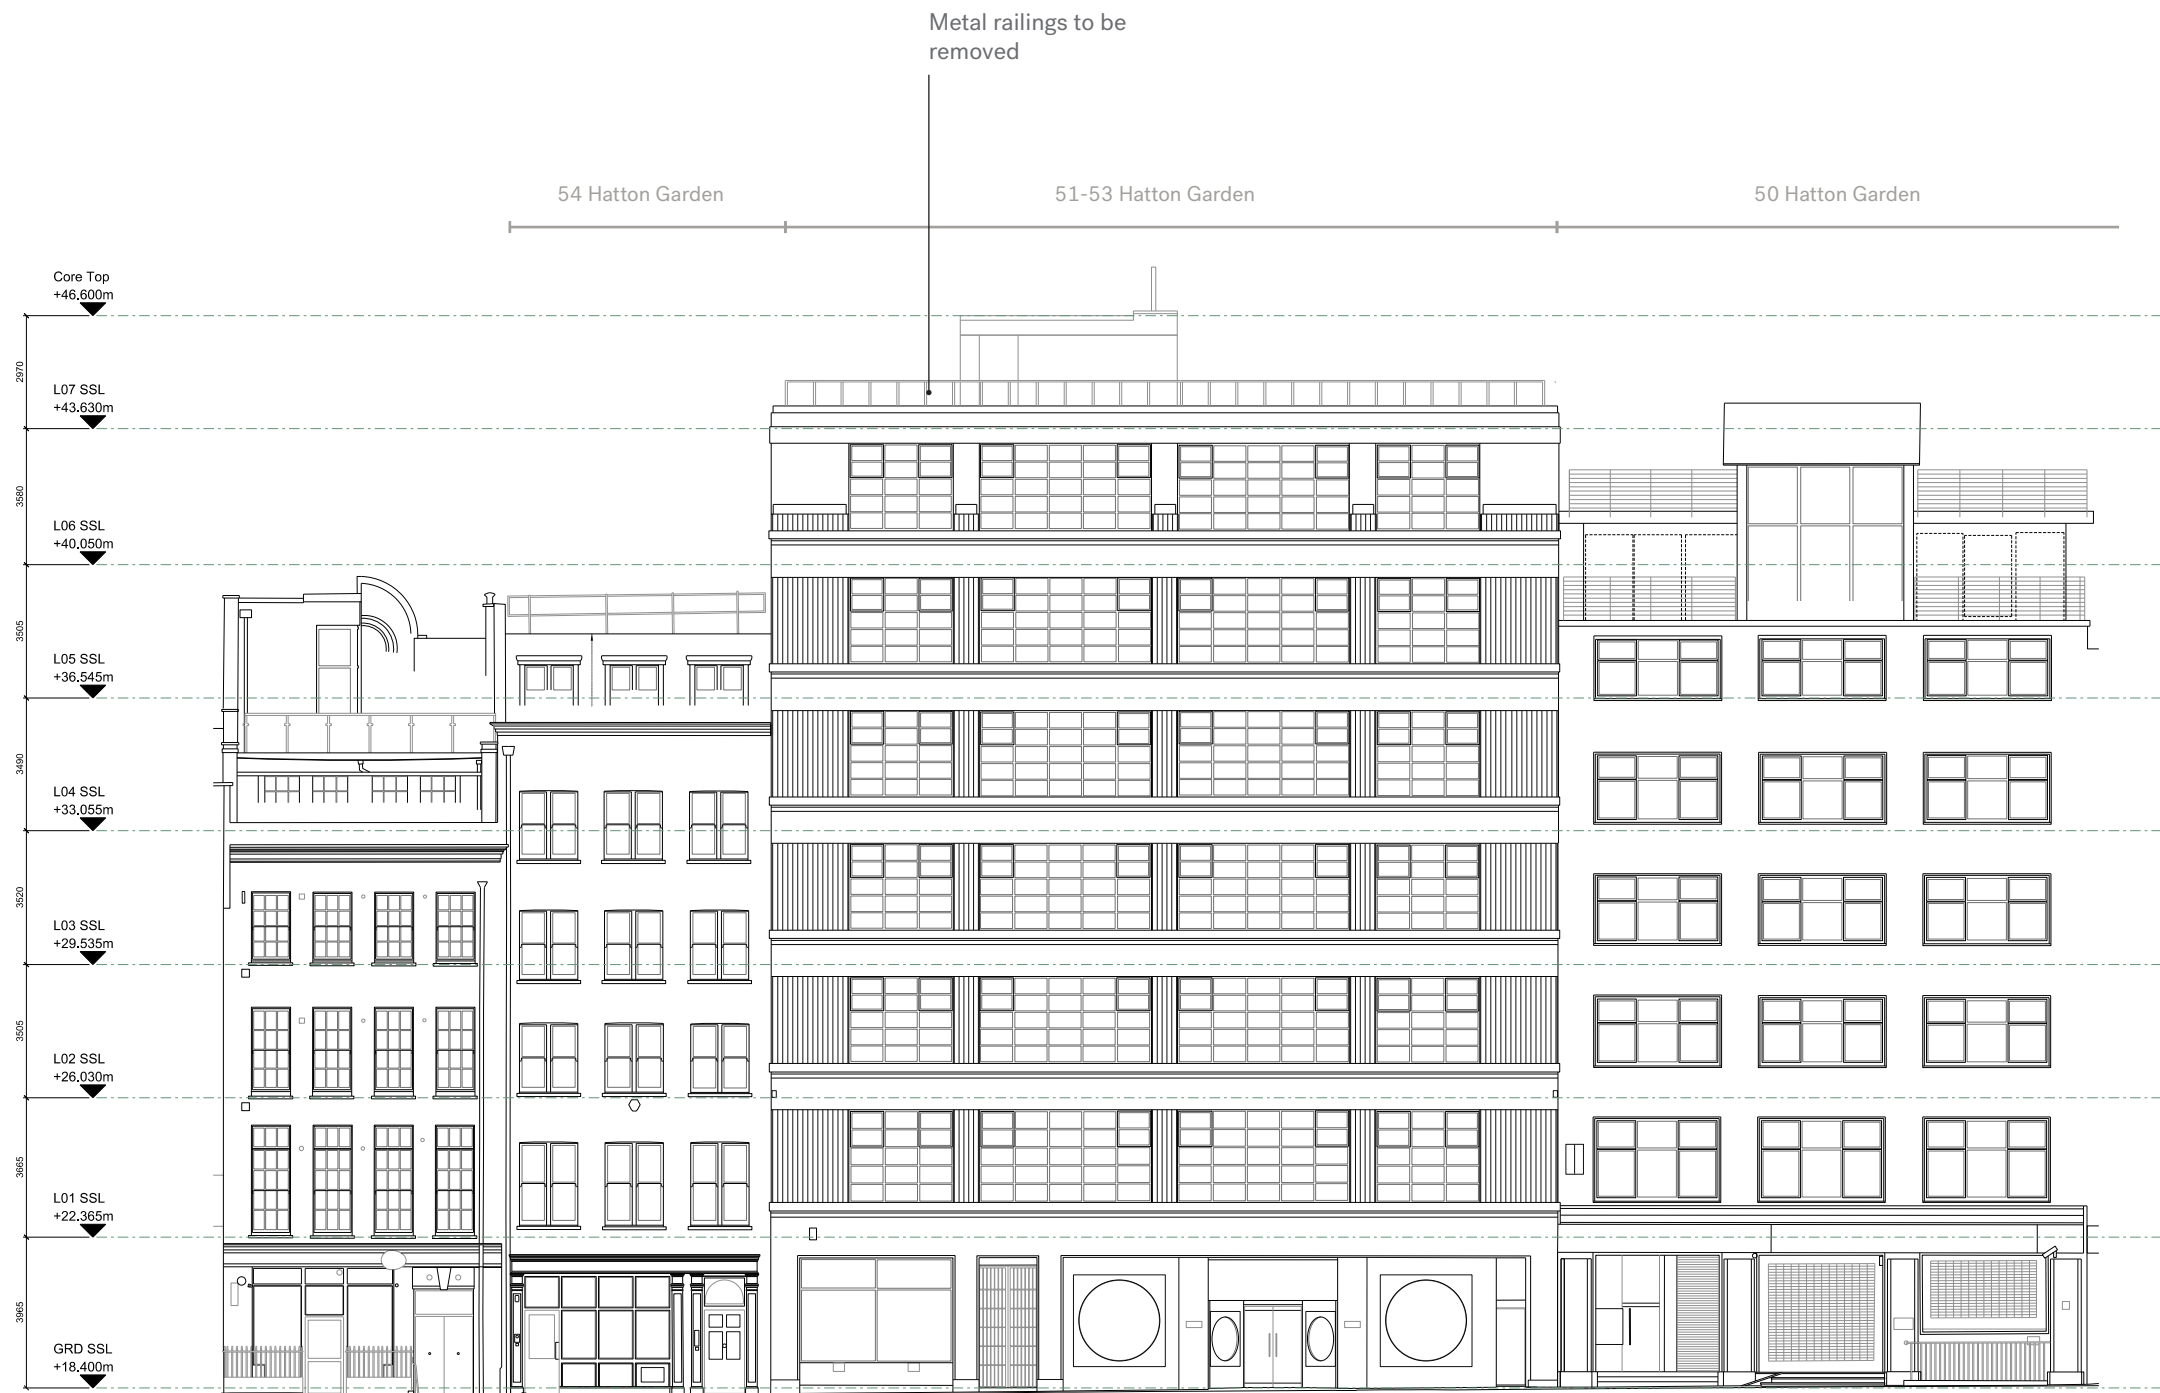 Metal railings to be
removed
54 Hatton Garden
51-53 Hatton Garden
50 Hatton Garden
Core Top
+46.600m
2970
L07 SSL
+43.630m
3580
L06 SSL
+40.050m
3505
L05 SSL
+36.545m
3490
L04 SSL
+33.055m
3520
L03 SSL
+29.535m
3505
L02 SSL
+26.030m
3665
L01 SSL
+22.365m
3965
GRD SSL
+18.400m